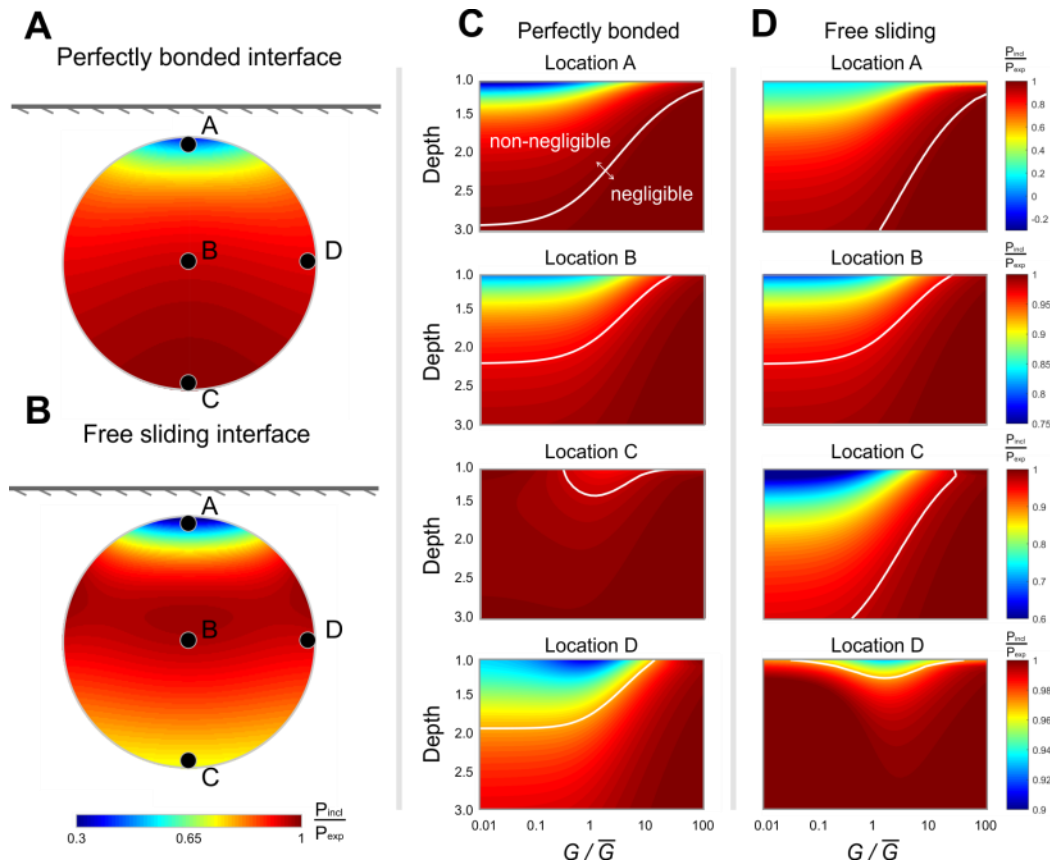 A
Perfectly bonded interface
A
B
D
C
B
Free sliding interface
A
B
D
C
P_incl
P_exp
0.3
0.65
1
C
Perfectly bonded
Location A
1.0
1.5
2.0
2.5
3.0
Depth
non-negligible
negligible
Location B
1.0
1.5
2.0
2.5
3.0
Depth
Location C
1.0
1.5
2.0
2.5
3.0
Depth
Location D
1.0
1.5
2.0
2.5
3.0
Depth
0.01
0.1
1
10
100
G / G̅
D
Free sliding
Location A
P_incl
P_exp
1
0.8
0.6
0.4
0.2
0
-0.2
Location B
P_incl
P_exp
1
0.95
0.9
0.85
0.8
0.75
Location C
P_incl
P_exp
1
0.9
0.8
0.7
0.6
Location D
P_incl
P_exp
1
0.98
0.96
0.94
0.92
0.9
0.01
0.1
1
10
100
G / G̅